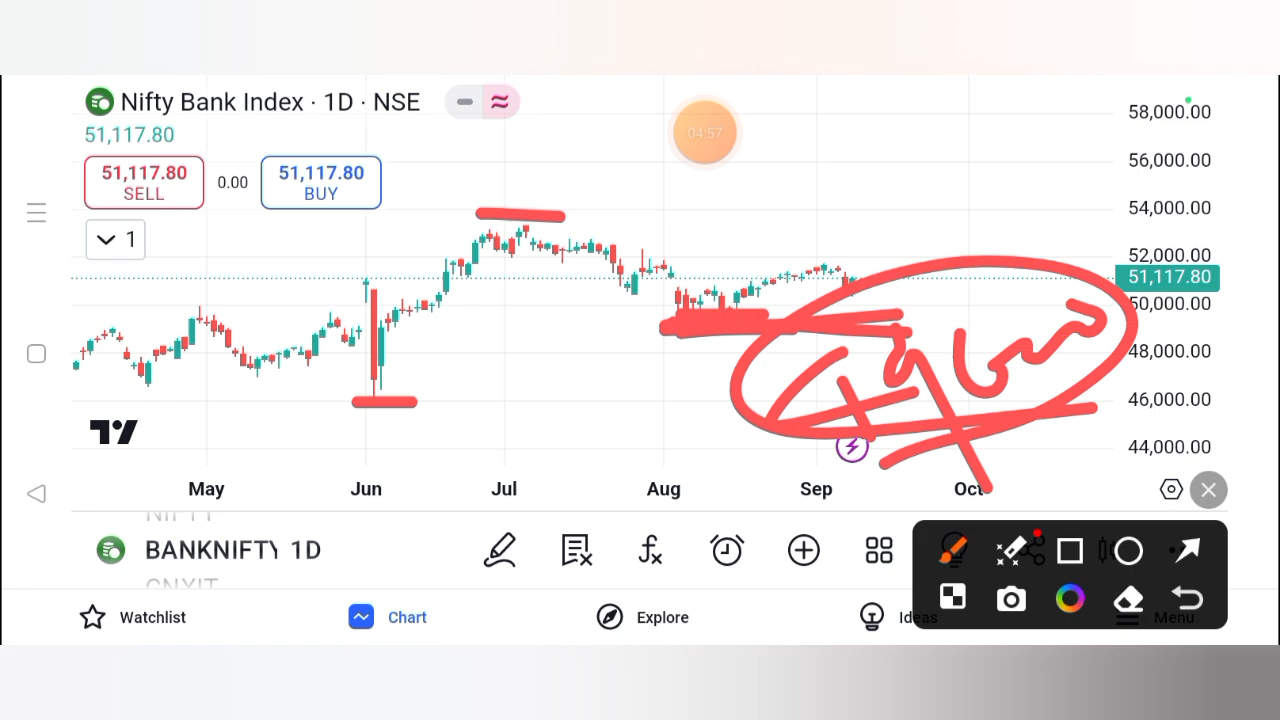 Nifty Bank Index · 1D · NSE
51,117.80
51,117.80
SELL
0.00
51,117.80
BUY
1
04:57
58,000.00
56,000.00
54,000.00
52,000.00
51,117.80
50,000.00
48,000.00
46,000.00
44,000.00
May Jun Jul Aug Sep Oct
NIFTY
BANKNIFTY 1D
CNXIT
Watchlist Chart Explore Ideas Menu